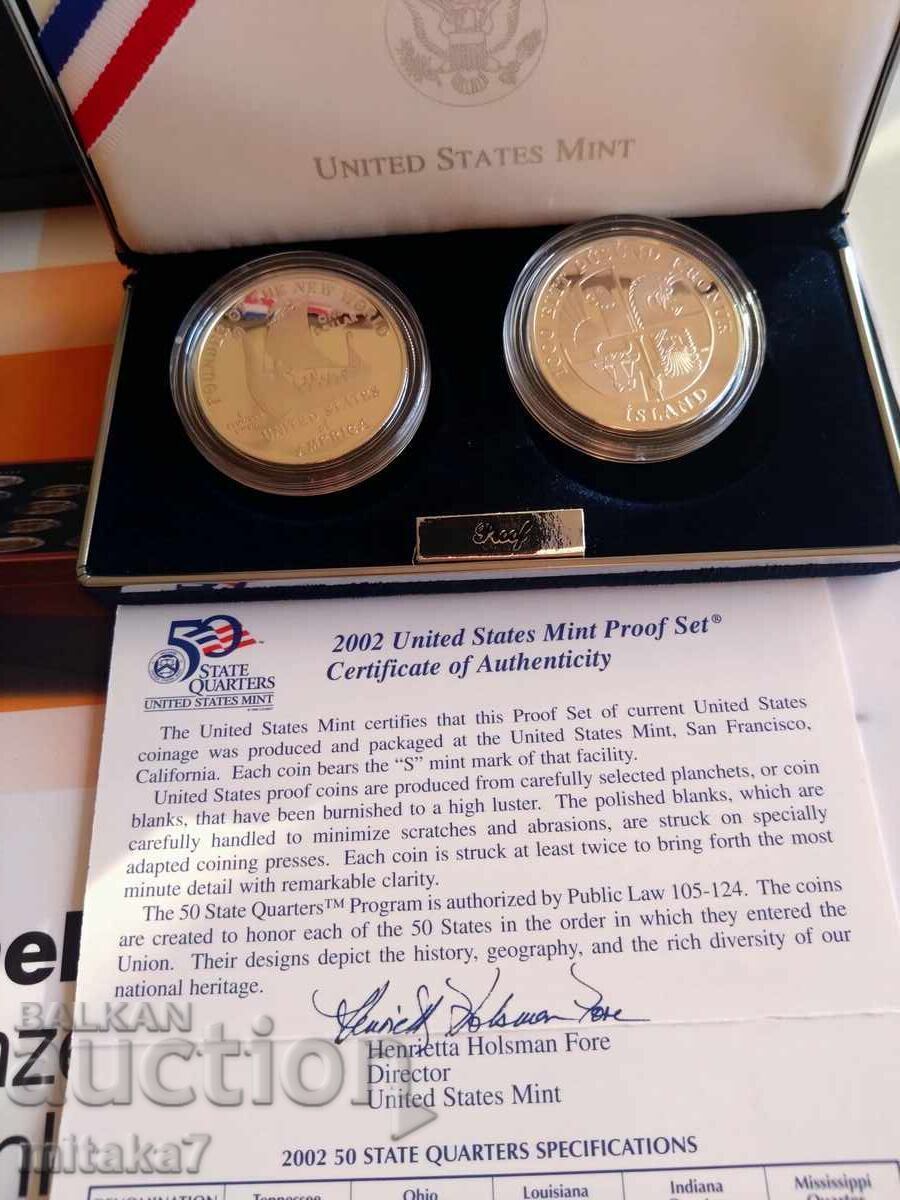 UNITED STATES MINT
FOUNDER OF THE NEW WORLD
UNITED STATES
of
AMERICA
1000
KRÓNUR
ÍSLAND
Proof
50
STATE
QUARTERS
UNITED STATES MINT
2002 United States Mint Proof Set®
Certificate of Authenticity
The United States Mint certifies that this Proof Set of current United States
coinage was produced and packaged at the United States Mint, San Francisco,
California. Each coin bears the “S” mint mark of that facility.
United States proof coins are produced from carefully selected planchets, or coin
blanks, that have been burnished to a high luster. The polished blanks, which are
carefully handled to minimize scratches and abrasions, are struck on specially
adapted coining presses. Each coin is struck at least twice to bring forth the most
minute detail with remarkable clarity.
The 50 State Quarters™ Program is authorized by Public Law 105-124. The coins
are created to honor each of the 50 States in the order in which they entered the
Union. Their designs depict the history, geography, and the rich diversity of our
national heritage.
Henrietta Holsman Fore
Henrietta Holsman Fore
Director
United States Mint
BALKAN
auction
mitaka7
2002 50 STATE QUARTERS SPECIFICATIONS
DENOMINATION Tennessee Ohio Louisiana Indiana Mississippi